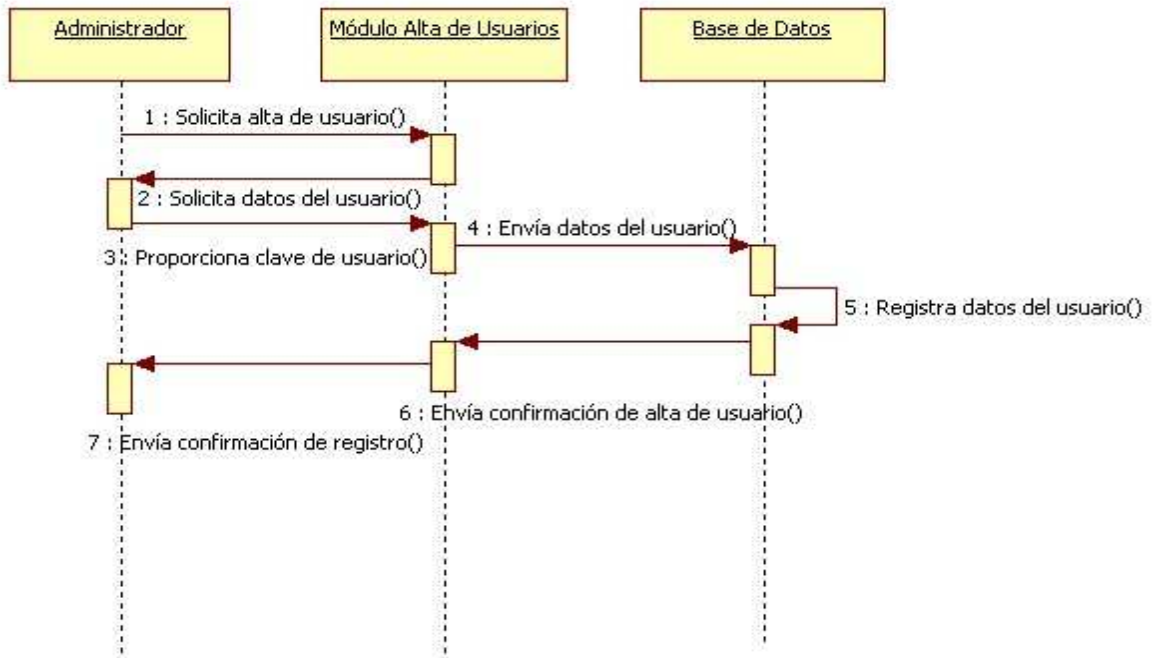 Administrador
Módulo Alta de Usuarios
Base de Datos
1 : Solicita alta de usuario()
2 : Solicita datos del usuario()
3 : Proporciona clave de usuario()
4 : Envía datos del usuario()
5 : Registra datos del usuario()
6 : Envía confirmación de alta de usuario()
7 : Envía confirmación de registro()